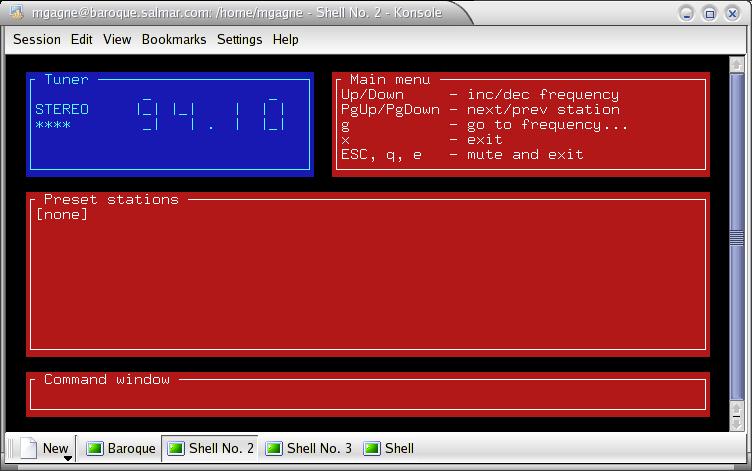 mgagne@baroque.salmar.com: /home/mgagne - Shell No. 2 - Konsole
Session Edit View Bookmarks Settings Help
Tuner
STEREO
****
94.10
Main menu
Up/Down - inc/dec frequency
PgUp/PgDown - next/prev station
g - go to frequency...
x - exit
ESC, q, e - mute and exit
Preset stations
[none]
Command window
New Baroque Shell No. 2 Shell No. 3 Shell